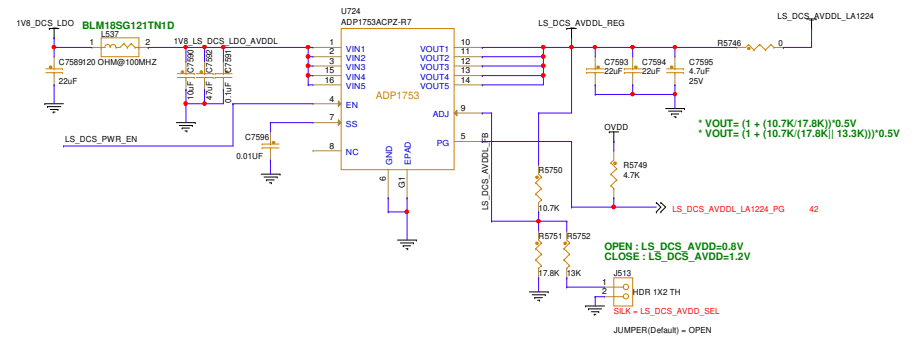 1V8_DCS_LDO
BLM18SG121TN1D
L537
1
2
1V8_LS_DCS_LDO_AVDDL
C7589
120 OHM@100MHZ
22uF
C7590
10uF
C7592
47uF
C7591
0.1uF
U724
ADP1753ACPZ-R7
1
VIN1
2
VIN2
3
VIN3
15
VIN4
16
VIN5
4
EN
7
SS
8
NC
ADP1753
GND
EPAD
6
G1
10
VOUT1
11
VOUT2
12
VOUT3
13
VOUT4
14
VOUT5
9
ADJ
5
PG
LS_DCS_PWR_EN
C7596
0.01UF
LS_DCS_AVDDL_FB
LS_DCS_AVDDL_REG
LS_DCS_AVDDL_LA1224
R5746
0
C7593
22uF
C7594
22uF
C7595
4.7uF
25V
* VOUT= (1 + (10.7K/17.8K))*0.5V
* VOUT= (1 + (10.7K/(17.8K|| 13.3K)))*0.5V
OVDD
R5749
4.7K
R5750
10.7K
LS_DCS_AVDDL_LA1224_PG 42
R5751
17.8K
R5752
13K
OPEN : LS_DCS_AVDD=0.8V
CLOSE : LS_DCS_AVDD=1.2V
J513
1
2
HDR 1X2 TH
SILK = LS_DCS_AVDD_SEL
JUMPER(Default) = OPEN